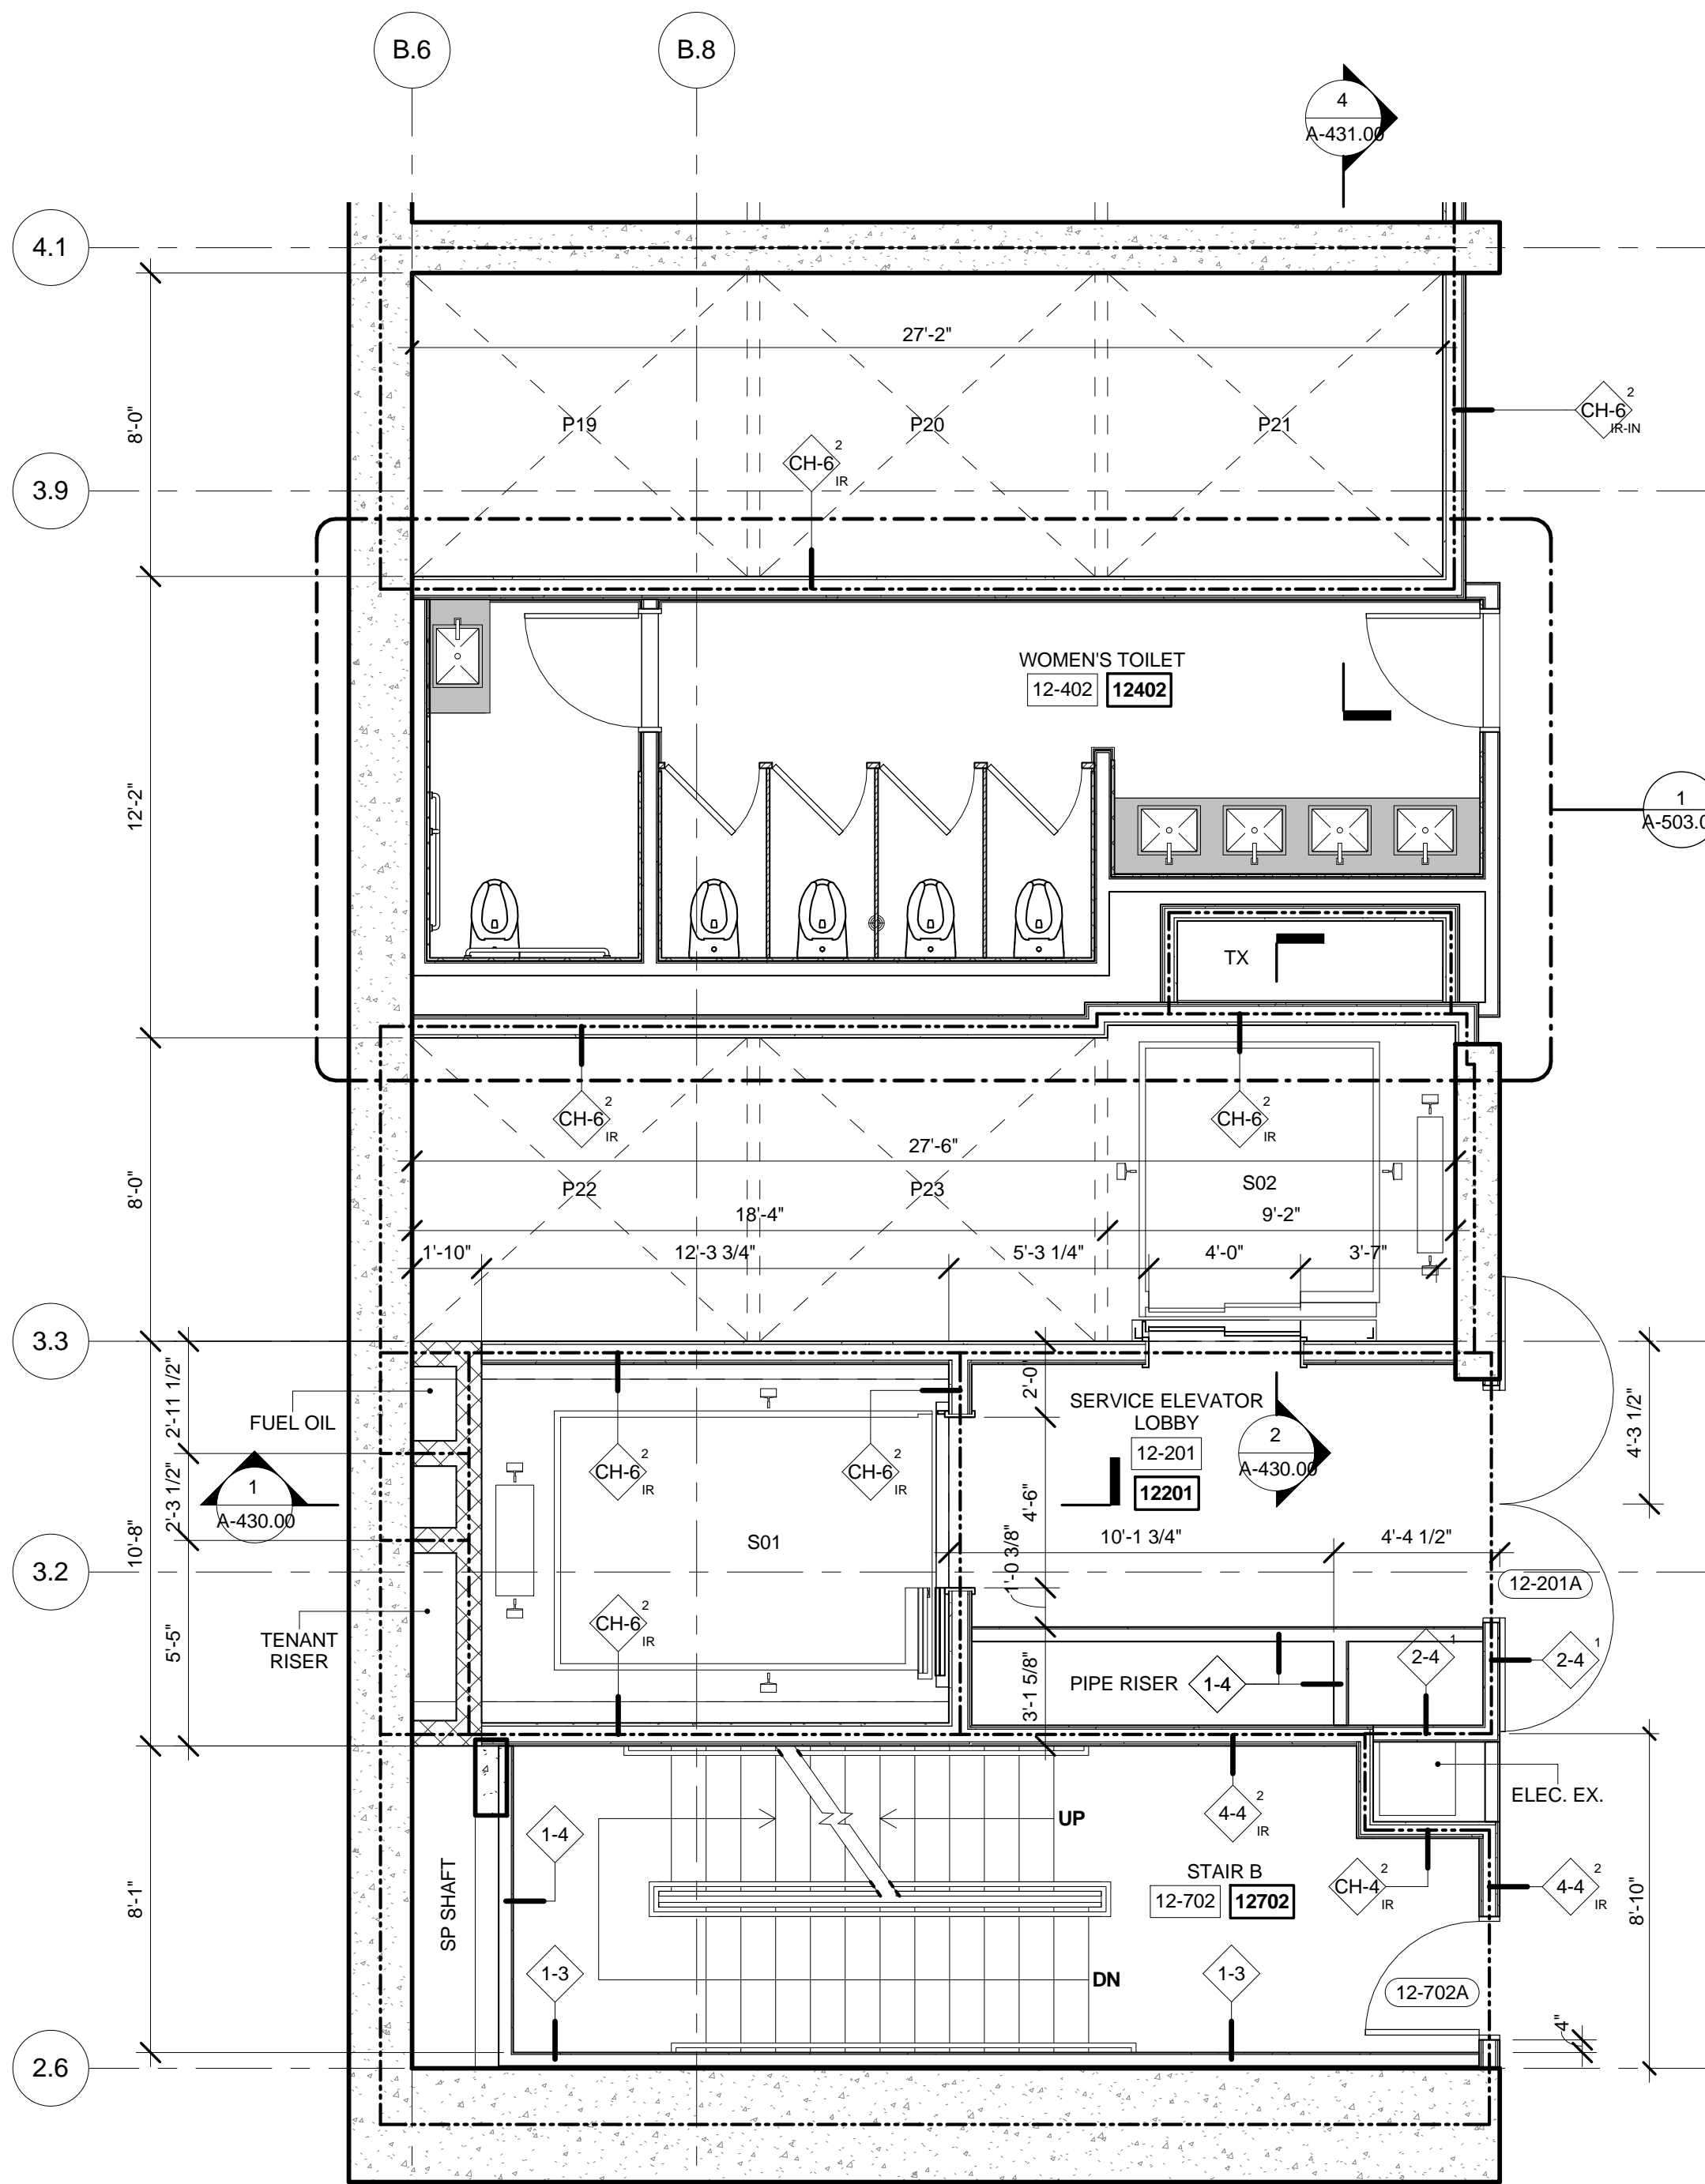 B.6
B.8
4
A-431.00
4.1
27'-2"
8'-0"
P19
P20
P21
CH-6
2
IR-IN
CH-6
2
IR
3.9
WOMEN'S TOILET
12-402
12402
12'-2"
1
TX
CH-6
2
IR
CH-6
2
IR
27'-6"
P22
P23
S02
8'-0"
18'-4"
9'-2"
1'-10"
12'-3 3/4"
5'-3 1/4"
4'-0"
3'-7"
3.3
2'-11 1/2"
FUEL OIL
2'-0"
SERVICE ELEVATOR
LOBBY
12-201
12201
2
A-430.00
4'-3 1/2"
CH-6
2
IR
CH-6
2
IR
1
A-430.00
2'-3 1/2"
10'-8"
4'-6"
S01
10'-1 3/4"
4'-4 1/2"
1'-0 3/8"
3.2
12-201A
5'-5"
TENANT
RISER
CH-6
2
IR
3'-1 5/8"
PIPE RISER
1-4
2-4
1
2-4
1
ELEC. EX.
1-4
UP
4-4
2
IR
STAIR B
12-702
12702
CH-4
2
IR
4-4
2
IR
8'-1"
SP SHAFT
8'-10"
1-3
DN
1-3
12-702A
4"
2.6